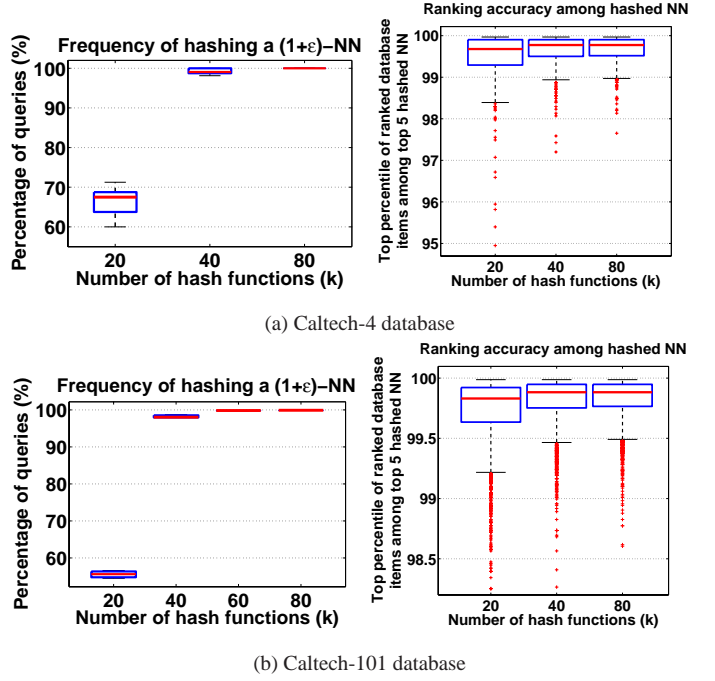 Frequency of hashing a (1+ε)−NN
Percentage of queries (%)
100
90
80
70
60
20
40
80
Number of hash functions (k)
Ranking accuracy among hashed NN
Top percentile of ranked database
items among top 5 hashed NN
100
99
98
97
96
95
20
40
80
Number of hash functions (k)
(a) Caltech-4 database
Frequency of hashing a (1+ε)−NN
Percentage of queries (%)
100
90
80
70
60
20
40
60
80
Number of hash functions (k)
Ranking accuracy among hashed NN
Top percentile of ranked database
items among top 5 hashed NN
100
99.5
99
98.5
20
40
80
Number of hash functions (k)
(b) Caltech-101 database